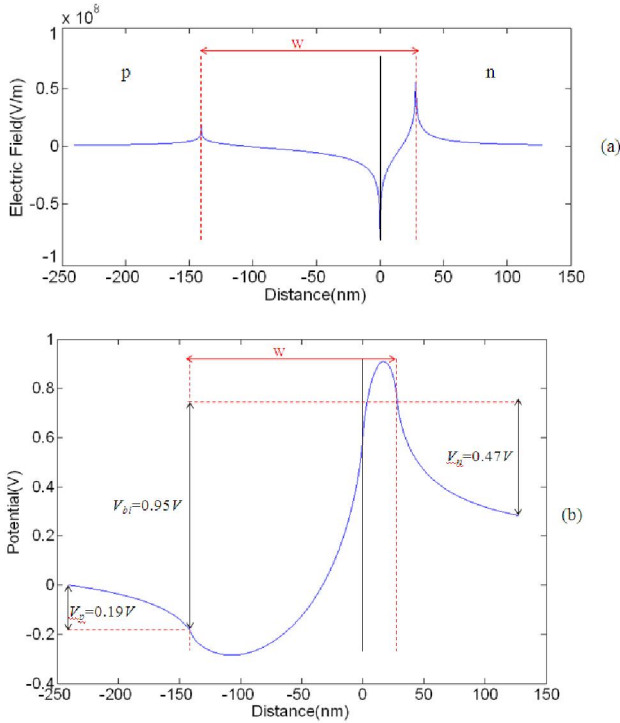 × 10⁸
1
0.5
0
-0.5
-1
Electric Field(V/m)
p
w
n
(a)
-250 -200 -150 -100 -50 0 50 100 150
Distance(nm)
1
0.8
0.6
0.4
0.2
0
-0.2
-0.4
Potential(V)
w
V_bi=0.95V
V_n=0.47V
V_p=0.19V
(b)
-250 -200 -150 -100 -50 0 50 100 150
Distance(nm)